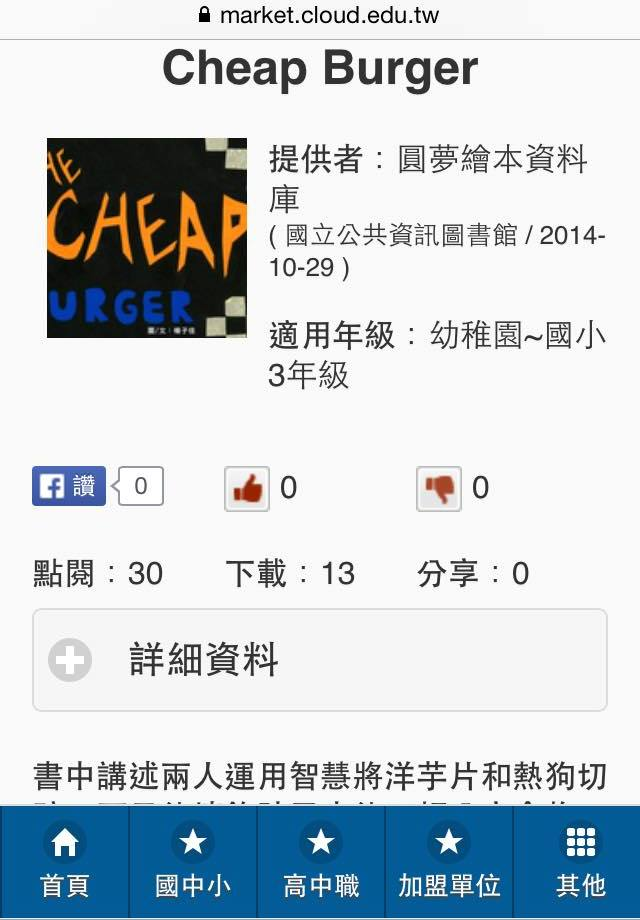 market.cloud.edu.tw
Cheap Burger
HE
CHEAP
URGER
圖/文：楊子佳
提供者：圓夢繪本資料
庫
( 國立公共資訊圖書館 / 2014-
10-29 )
適用年級：幼稚園~國小
3年級
讚 0
0
0
點閱：30 下載：13 分享：0
詳細資料
書中講述兩人運用智慧將洋芋片和熱狗切
首頁 國中小 高中職 加盟單位 其他